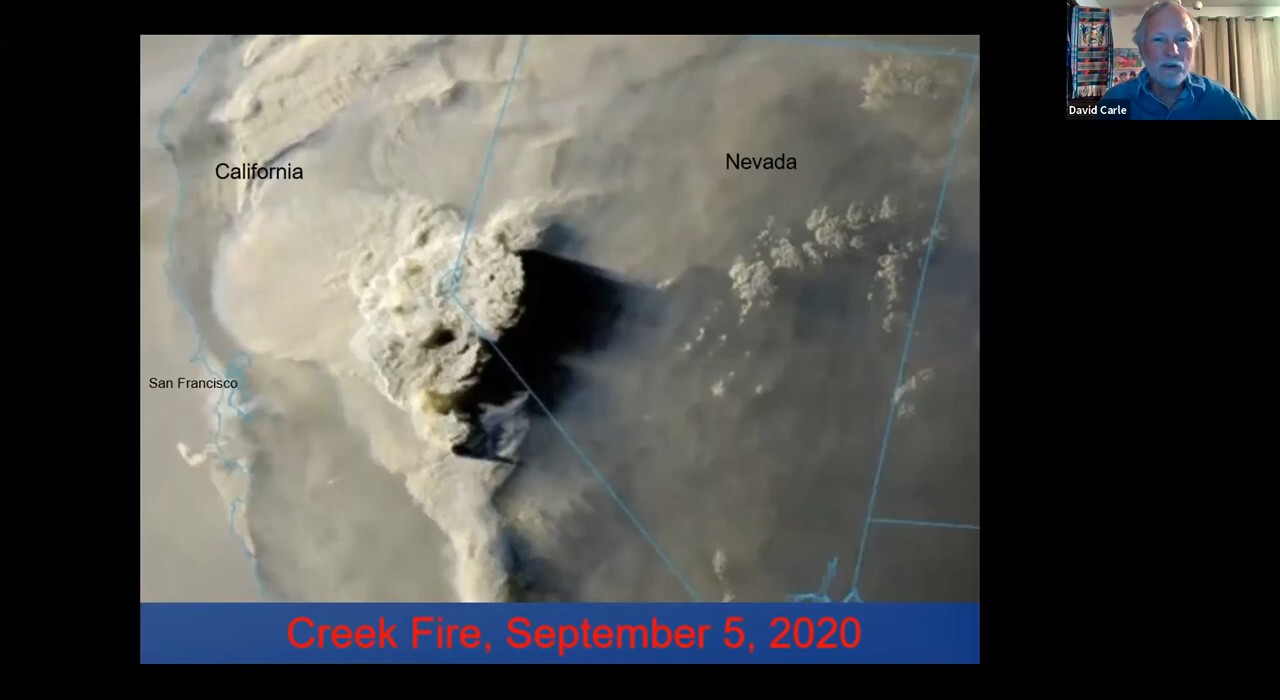 David Carle
California
Nevada
San Francisco
Creek Fire, September 5, 2020